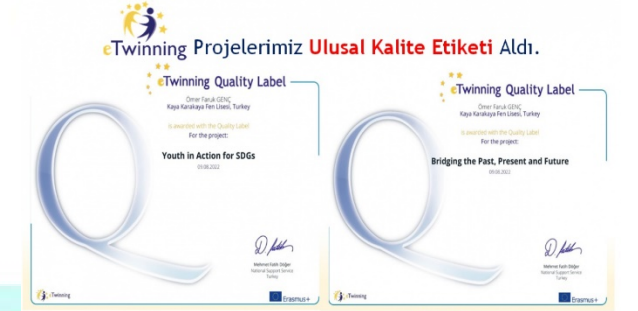 eTwinning Projelerimiz Ulusal Kalite Etiketi Aldı.
eTwinning Quality Label
Ömer Faruk GENÇ
Kaya Karakaya Fen Lisesi, Turkey
is awarded with the Quality Label
For the project:
Youth in Action for SDGs
09.08.2022
Mehmet Fatih Döğer
National Support Service
Turkey
eTwinning
Erasmus+
eTwinning Quality Label
Ömer Faruk GENÇ
Kaya Karakaya Fen Lisesi, Turkey
is awarded with the Quality Label
For the project:
Bridging the Past, Present and Future
09.08.2022
Mehmet Fatih Döğer
National Support Service
Turkey
eTwinning
Erasmus+